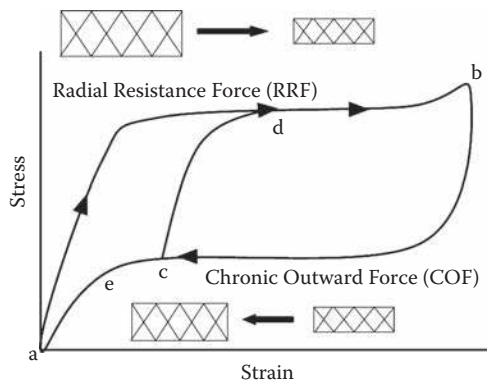 b
Radial Resistance Force (RRF)
d
Stress
c
e
Chronic Outward Force (COF)
a
Strain